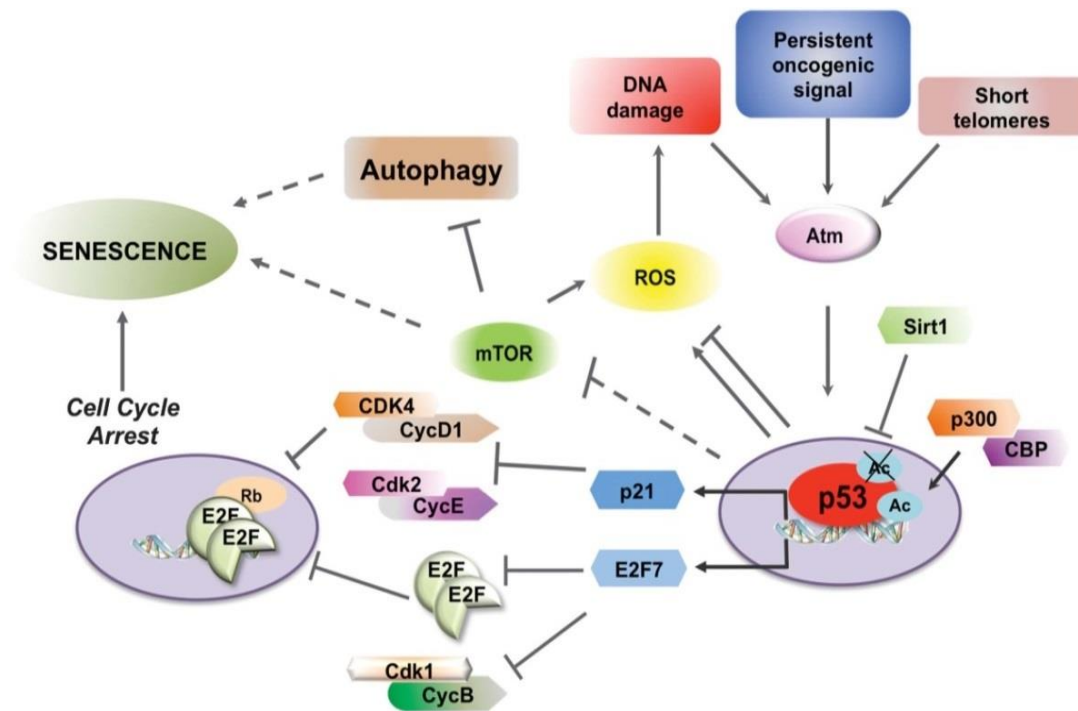 Persistent
oncogenic
signal
DNA
damage
Short
telomeres
Autophagy
Atm
SENESCENCE
ROS
Sirt1
mTOR
Cell Cycle
Arrest
CDK4
CycD1
p300
CBP
Cdk2
CycE
p21
Ac
p53
Ac
Rb
E2F
E2F
E2F
E2F
E2F7
Cdk1
CycB